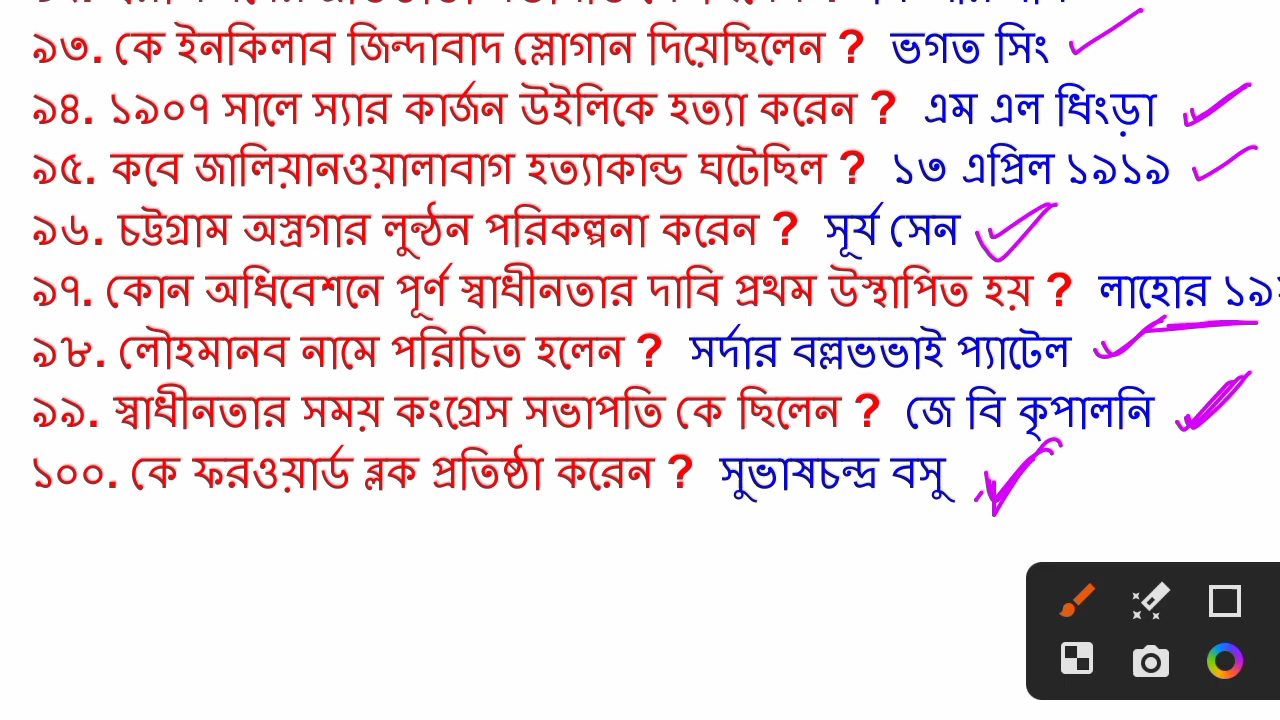 ৯৩. কে ইনকিলাব জিন্দাবাদ স্লোগান দিয়েছিলেন ? ভগত সিং
৯৪. ১৯০৭ সালে স্যার কার্জন উইলিকে হত্যা করেন ? এম এল ধিংড়া
৯৫. কবে জালিয়ানওয়ালাবাগ হত্যাকান্ড ঘটেছিল ? ১৩ এপ্রিল ১৯১৯
৯৬. চট্টগ্রাম অস্ত্রগার লুন্ঠন পরিকল্পনা করেন ? সূর্য সেন
৯৭. কোন অধিবেশনে পূর্ণ স্বাধীনতার দাবি প্রথম উস্থাপিত হয় ? লাহোর
৯৮. লৌহমানব নামে পরিচিত হলেন ? সর্দার বল্লভভাই প্যাটেল
৯৯. স্বাধীনতার সময় কংগ্রেস সভাপতি কে ছিলেন ? জে বি কৃপালনি
১০০. কে ফরওয়ার্ড ব্লক প্রতিষ্ঠা করেন ? সুভাষচন্দ্র বসু